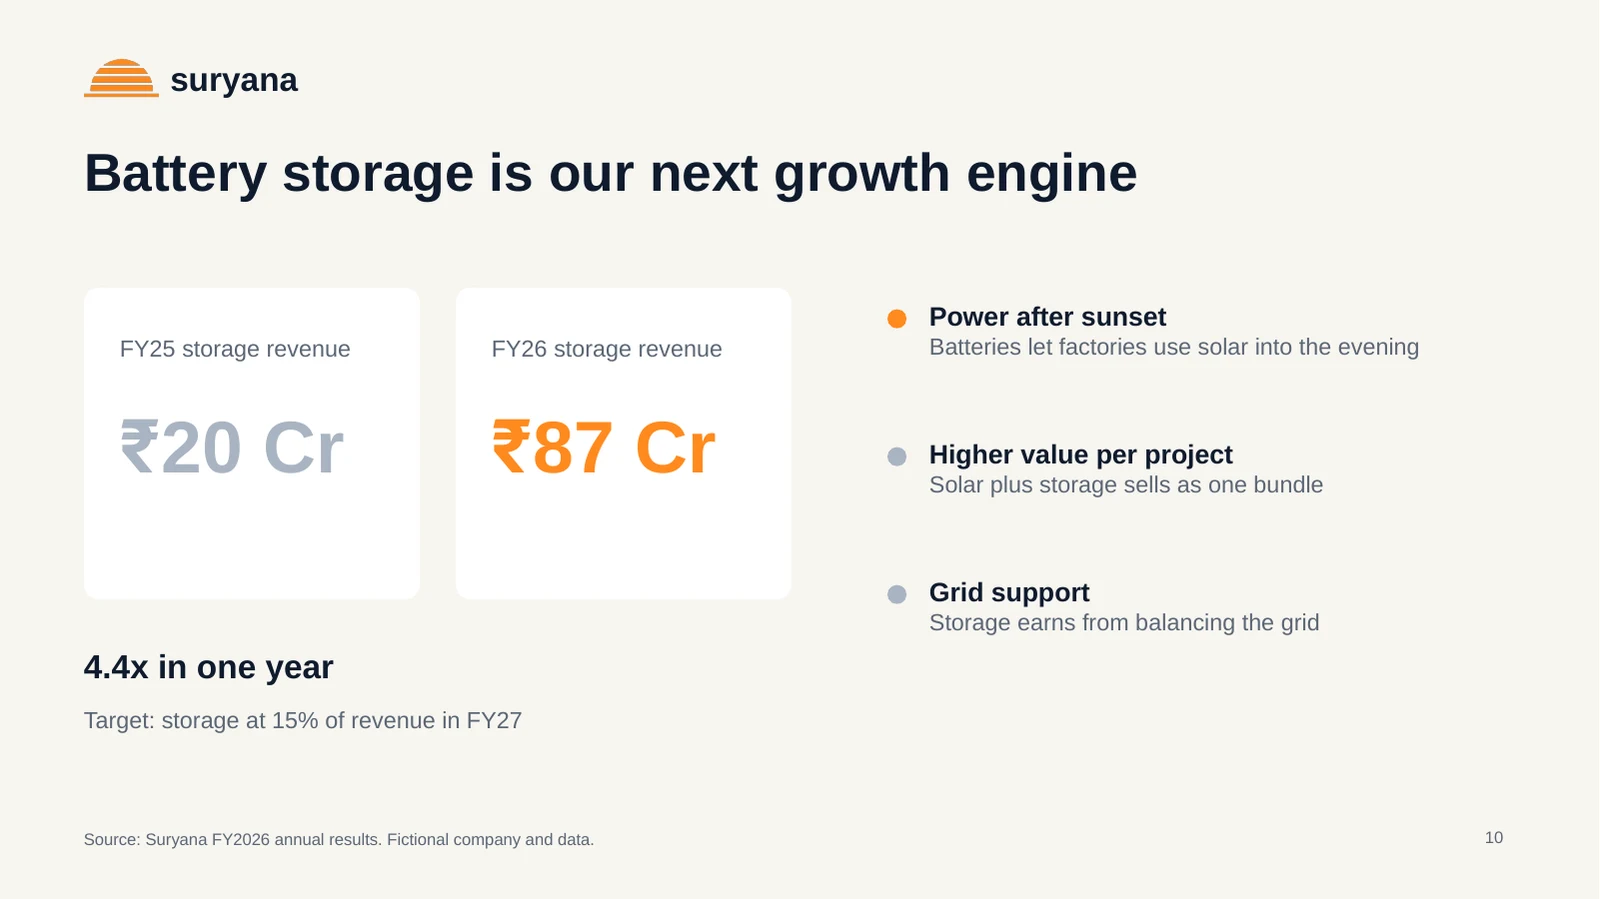 suryana
Battery storage is our next growth engine
FY25 storage revenue
₹20 Cr
FY26 storage revenue
₹87 Cr
4.4x in one year
Target: storage at 15% of revenue in FY27
Power after sunset
Batteries let factories use solar into the evening
Higher value per project
Solar plus storage sells as one bundle
Grid support
Storage earns from balancing the grid
Source: Suryana FY2026 annual results. Fictional company and data.
10